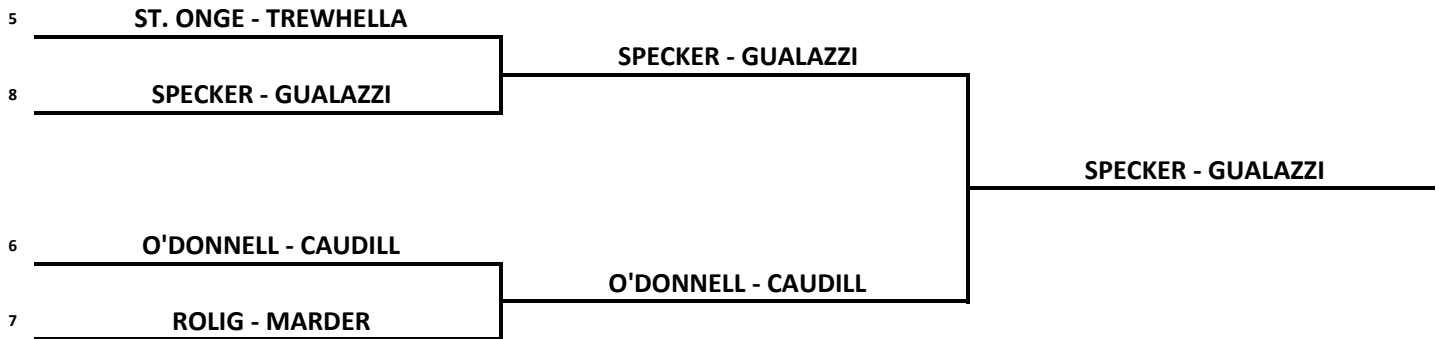 5 ST. ONGE - TREWHELLA
SPECKER - GUALAZZI
8 SPECKER - GUALAZZI
SPECKER - GUALAZZI
6 O'DONNELL - CAUDILL
O'DONNELL - CAUDILL
7 ROLIG - MARDER